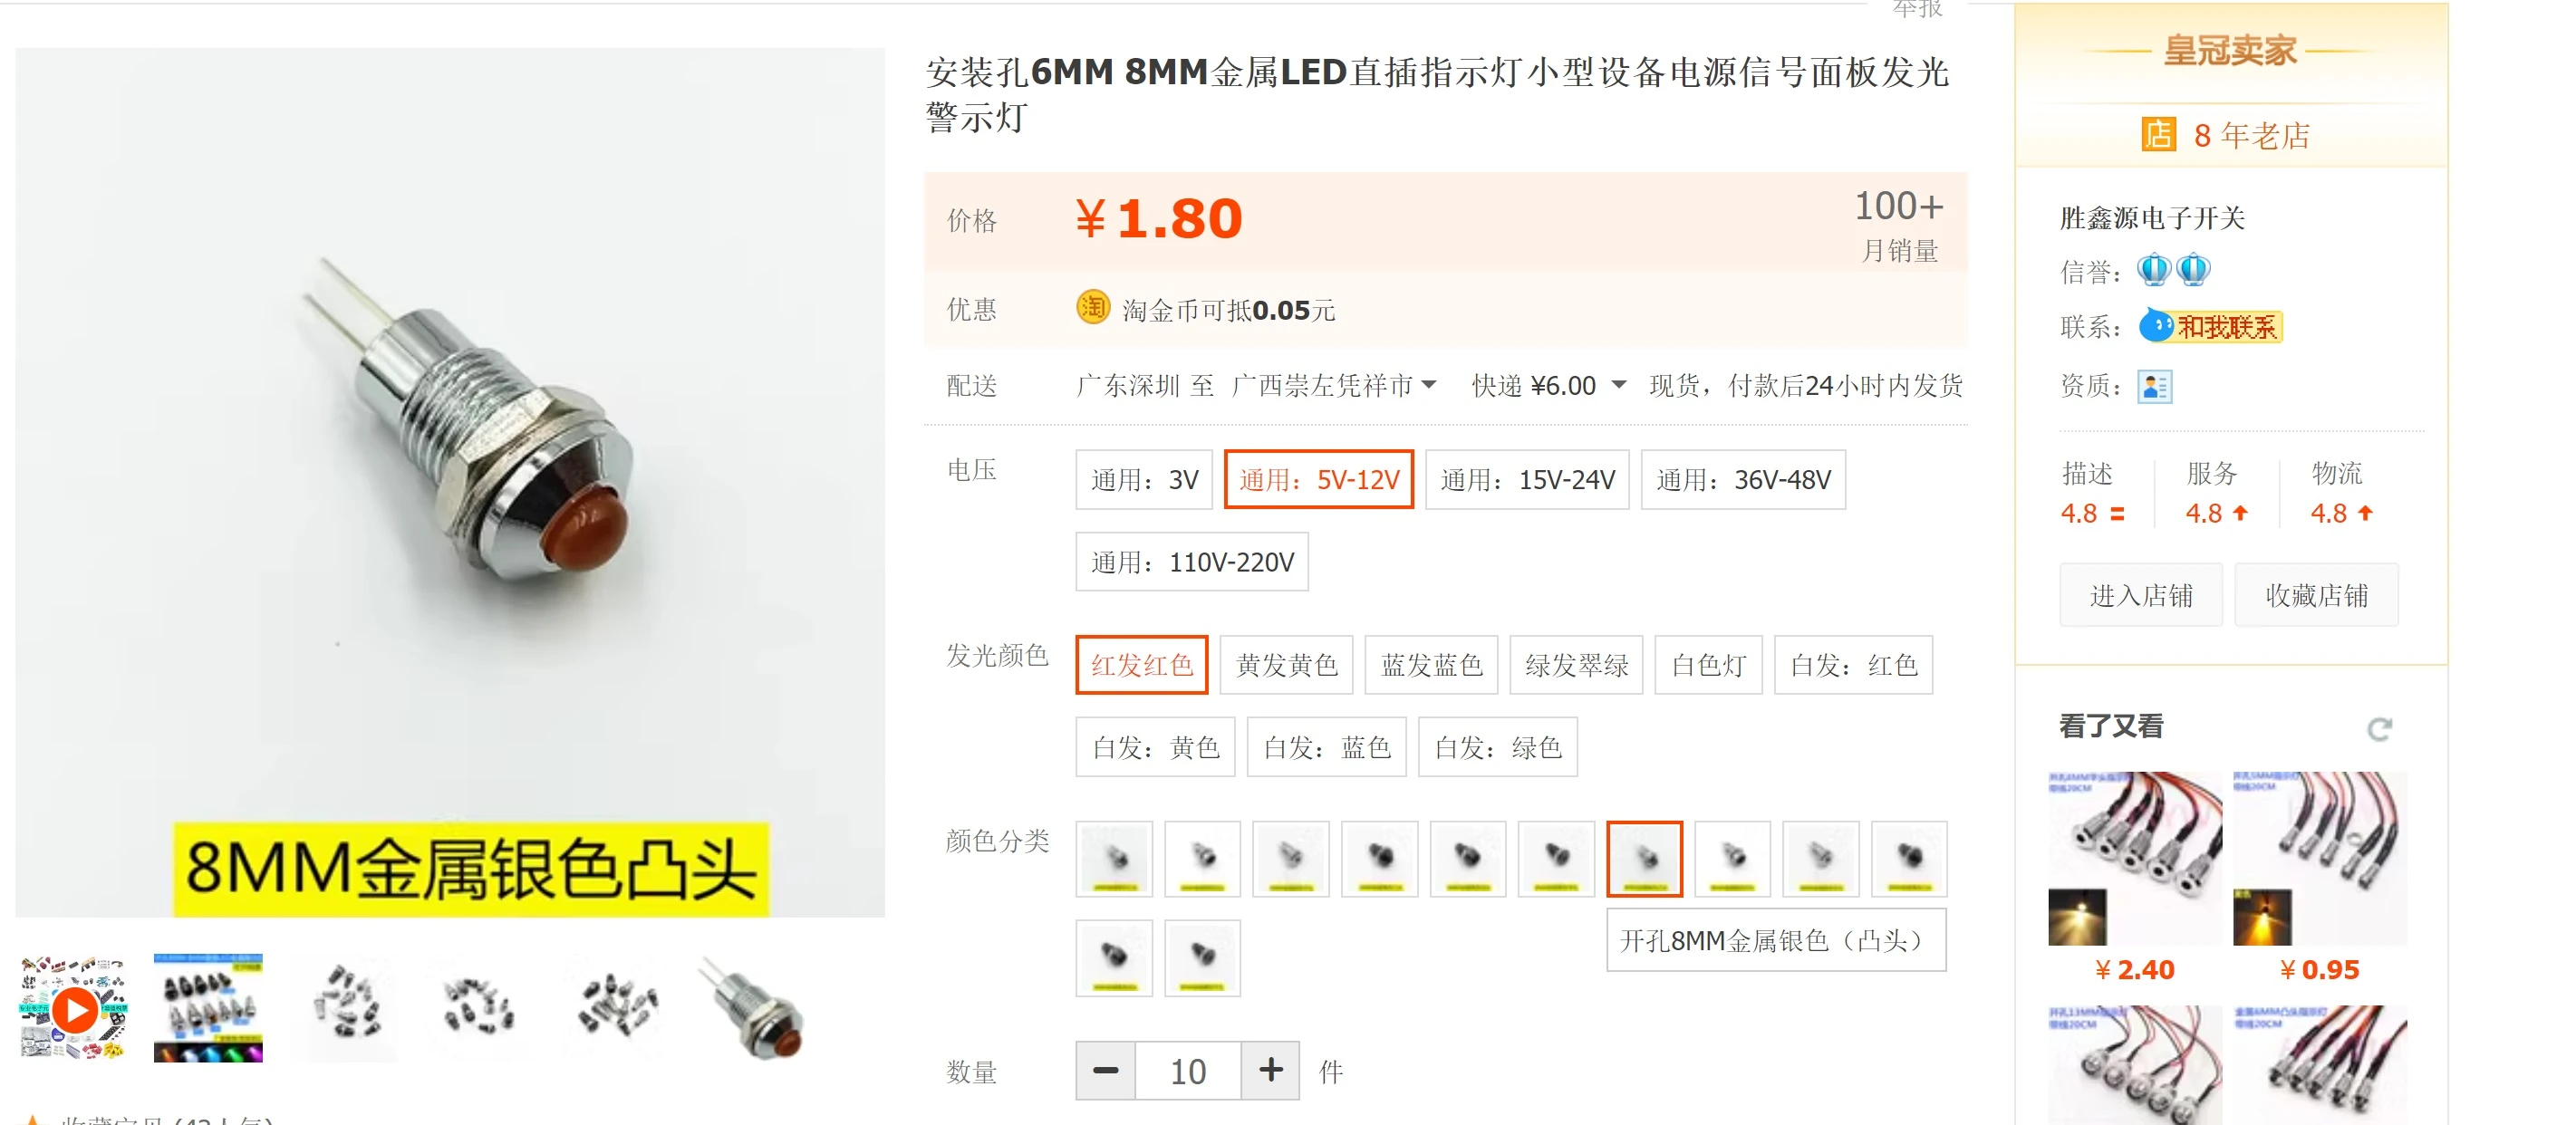 举报
安装孔6MM 8MM金属LED直插指示灯小型设备电源信号面板发光
警示灯
价格
¥1.80
100+
月销量
优惠
淘
淘金币可抵0.05元
配送
广东深圳 至 广西崇左凭祥市 快递 ¥6.00 现货，付款后24小时内发货
电压
通用：3V
通用：5V-12V
通用：15V-24V
通用：36V-48V
通用：110V-220V
发光颜色
红发红色
黄发黄色
蓝发蓝色
绿发翠绿
白色灯
白发：红色
白发：黄色
白发：蓝色
白发：绿色
颜色分类
开孔8MM金属银色（凸头）
数量
10
件
8MM金属银色凸头
皇冠卖家
店 8 年老店
胜鑫源电子开关
信誉：
联系：和我联系
资质：
描述 服务 物流
4.8 4.8 4.8
进入店铺
收藏店铺
看了又看
¥2.40
¥0.95